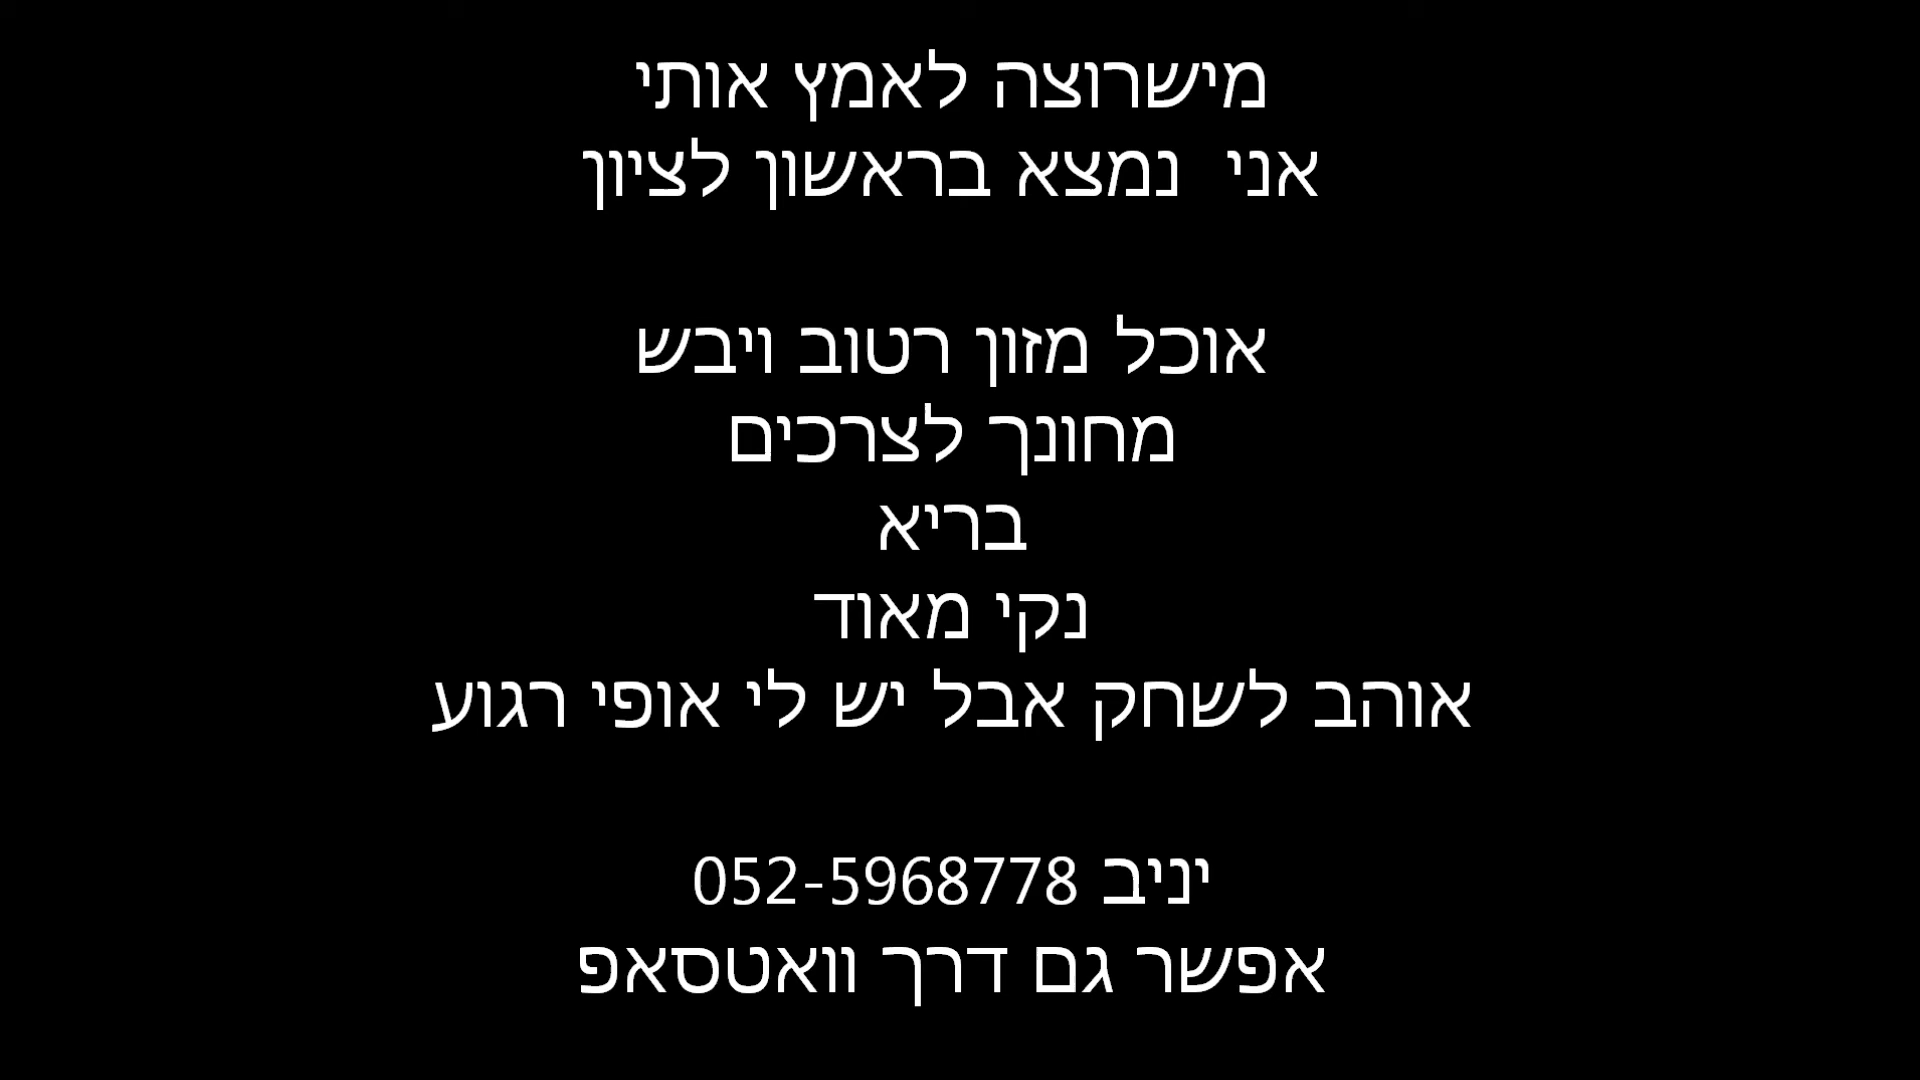 מישרוצה לאמץ אותי
אני  נמצא בראשון לציון
אוכל מזון רטוב ויבש
מחונך לצרכים
בריא
נקי מאוד
אוהב לשחק אבל יש לי אופי רגוע
יניב 052-5968778
אפשר גם דרך וואטסאפ